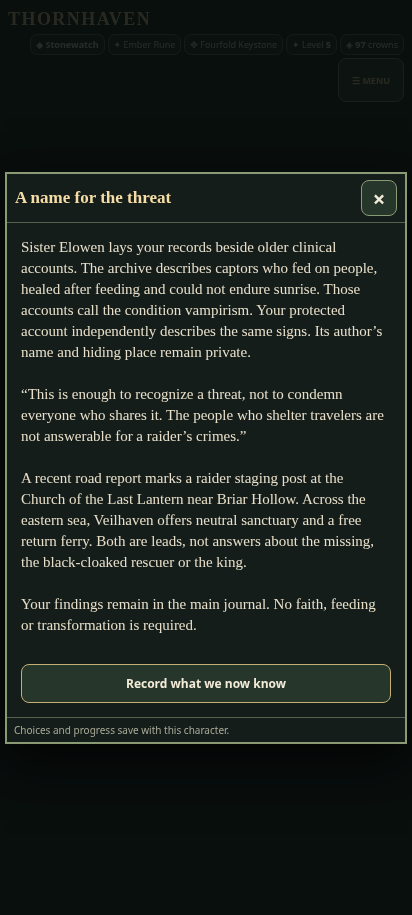 THORNHAVEN
◆ Stonewatch ✦ Ember Rune ❖ Fourfold Keystone ✦ Level 5 ◈ 97 crowns
☰ MENU
A name for the threat
×
Sister Elowen lays your records beside older clinical
accounts. The archive describes captors who fed on people,
healed after feeding and could not endure sunrise. Those
accounts call the condition vampirism. Your protected
account independently describes the same signs. Its author’s
name and hiding place remain private.
“This is enough to recognize a threat, not to condemn
everyone who shares it. The people who shelter travelers are
not answerable for a raider’s crimes.”
A recent road report marks a raider staging post at the
Church of the Last Lantern near Briar Hollow. Across the
eastern sea, Veilhaven offers neutral sanctuary and a free
return ferry. Both are leads, not answers about the missing,
the black-cloaked rescuer or the king.
Your findings remain in the main journal. No faith, feeding
or transformation is required.
Record what we now know
Choices and progress save with this character.